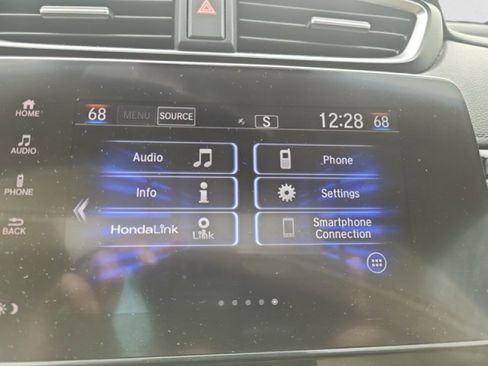 HOME
AUDIO
PHONE
BACK
68 MENU SOURCE S 12:28 68
Audio
Phone
Info
Settings
HondaLink Link
Smartphone
Connection